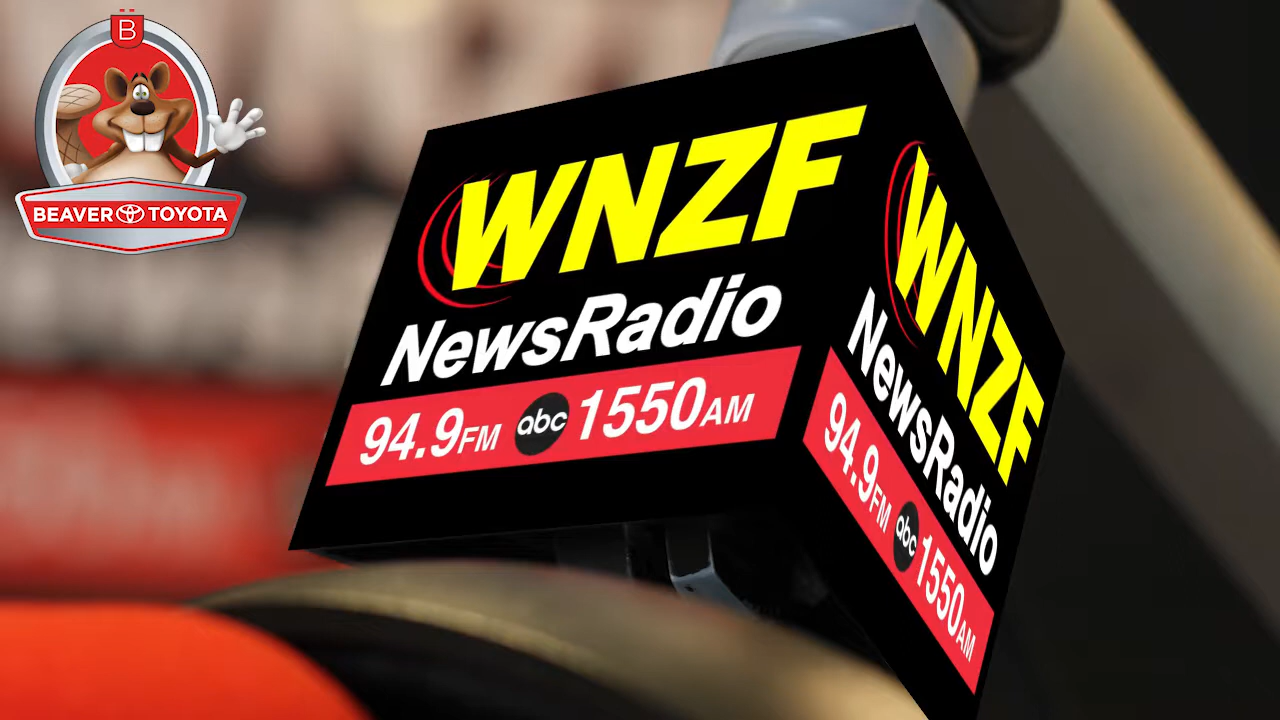 B̈
BEAVER TOYOTA
WNZF
NewsRadio
94.9FM abc 1550AM
WNZF
NewsRadio
94.9FM abc 1550AM